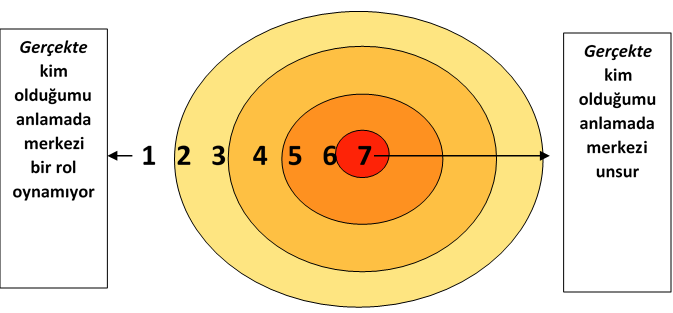 Gerçekte
kim
olduğumu
anlamada
merkezi
bir rol
oynamıyor
1 2 3 4 5 6 7
Gerçekte
kim
olduğumu
anlamada
merkezi
unsur